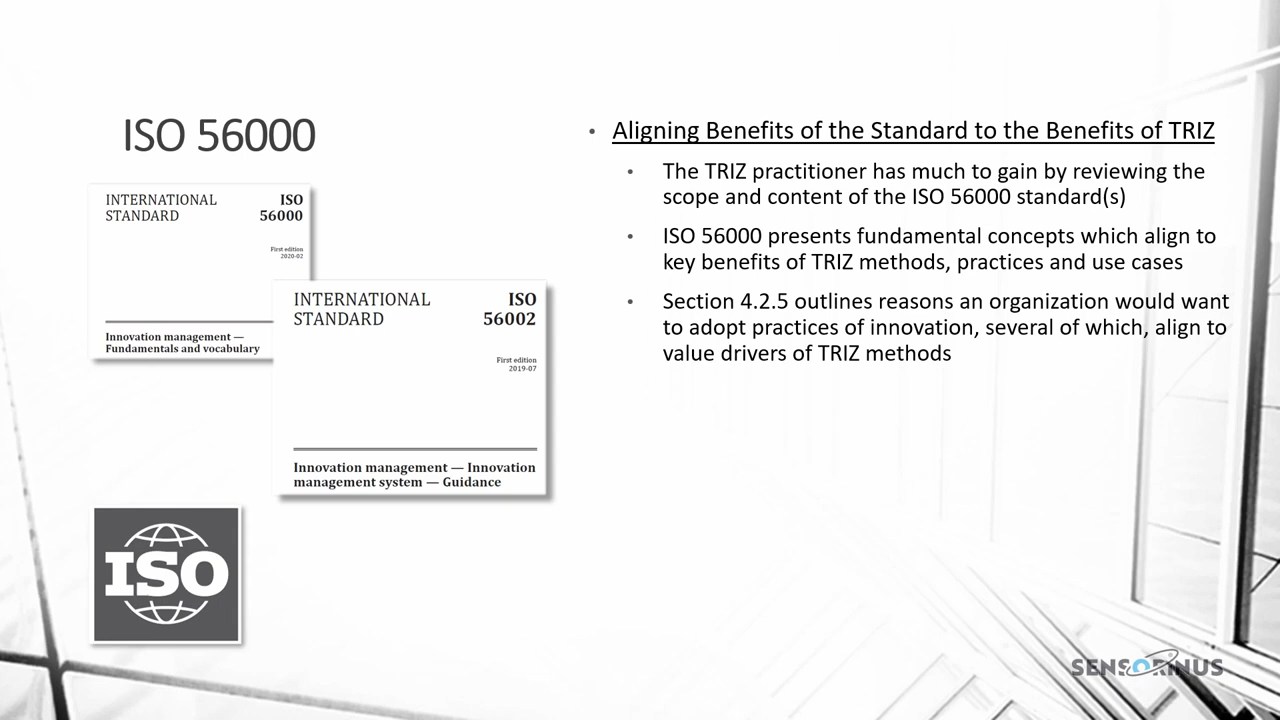 ISO 56000
INTERNATIONAL
STANDARD
ISO
56000
First edition
2020-02
Innovation management —
Fundamentals and vocabulary
INTERNATIONAL
STANDARD
ISO
56002
First edition
2019-07
Innovation management — Innovation
management system — Guidance
ISO
• Aligning Benefits of the Standard to the Benefits of TRIZ
• The TRIZ practitioner has much to gain by reviewing the
scope and content of the ISO 56000 standard(s)
• ISO 56000 presents fundamental concepts which align to
key benefits of TRIZ methods, practices and use cases
• Section 4.2.5 outlines reasons an organization would want
to adopt practices of innovation, several of which, align to
value drivers of TRIZ methods
SENSORINUS